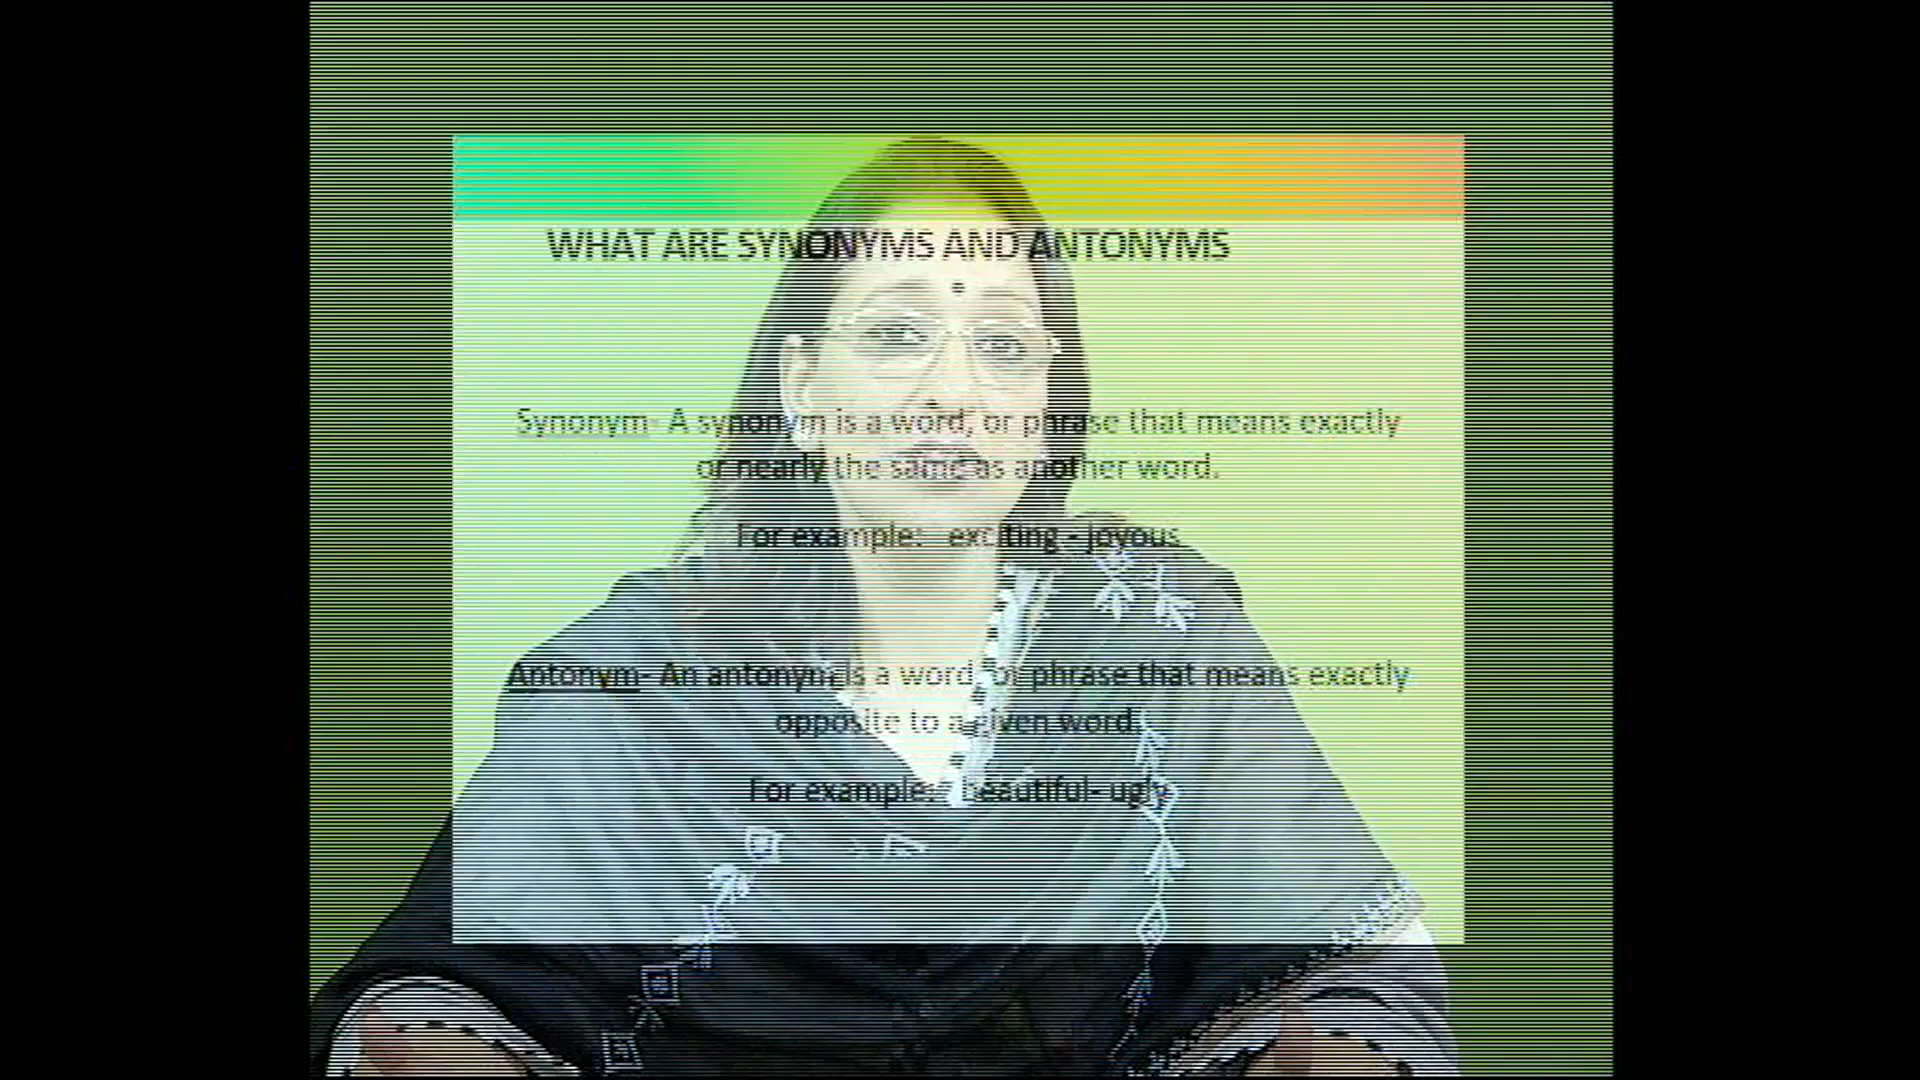 WHAT ARE SYNONYMS AND ANTONYMS
Synonym- A synonym is a word, or phrase that means exactly
or nearly the same as another word.
For example: exciting - joyous
Antonym- An antonym is a word, or phrase that means exactly
opposite to a given word.
For example: beautiful- ugly